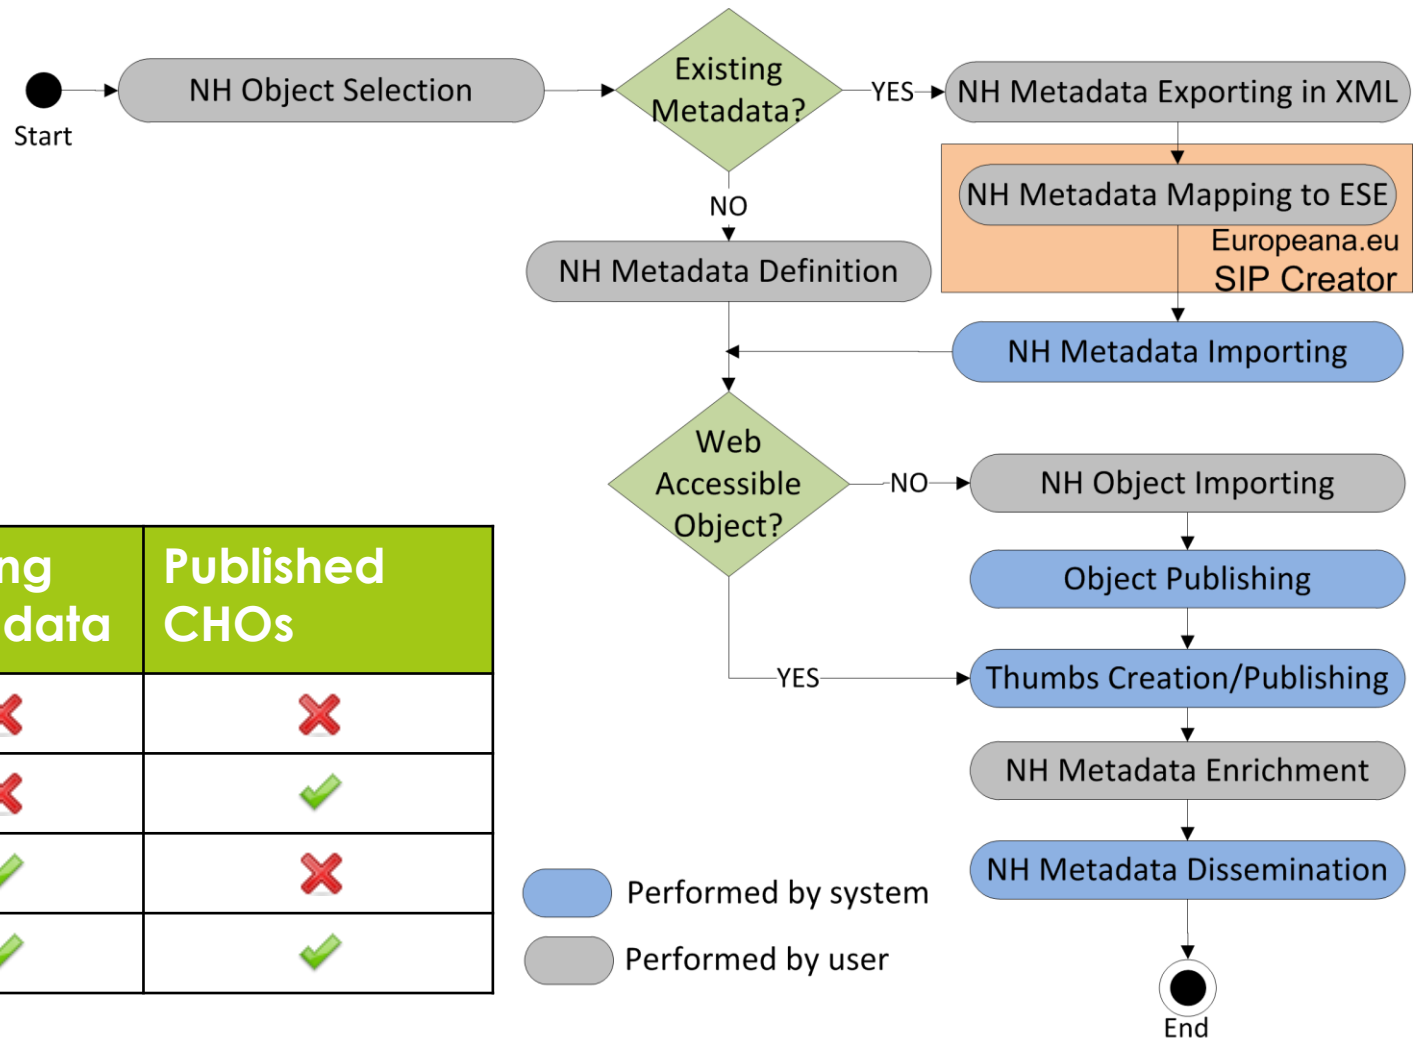 Start
NH Object Selection
Existing
Metadata?
YES
NH Metadata Exporting in XML
NH Metadata Mapping to ESE
Europeana.eu
SIP Creator
NO
NH Metadata Definition
NH Metadata Importing
Web
Accessible
Object?
NO
NH Object Importing
Object Publishing
YES
Thumbs Creation/Publishing
NH Metadata Enrichment
NH Metadata Dissemination
End
ng
data
Published
CHOs
Performed by system
Performed by user